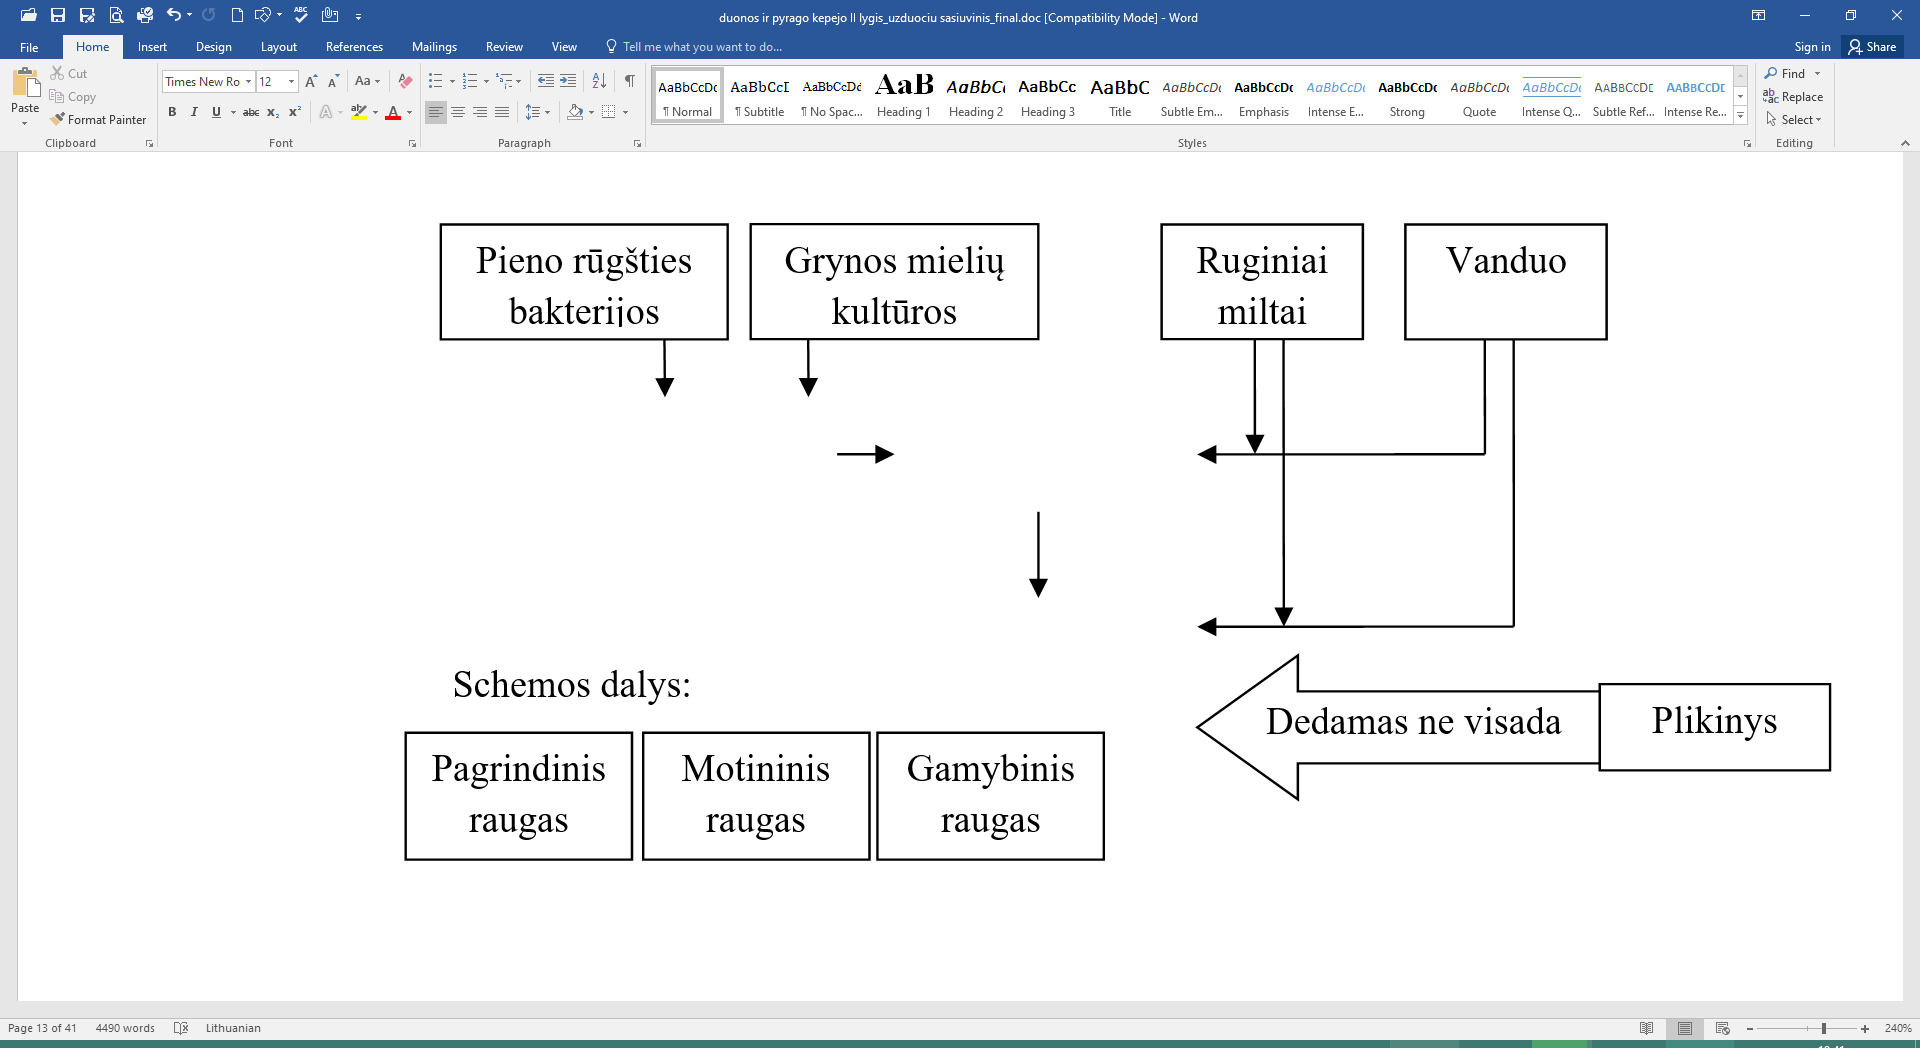 duonos ir pyrago kepejo II lygis_uzduociu sasiuvinis_final.doc [Compatibility Mode] - Word
File Home Insert Design Layout References Mailings Review View Tell me what you want to do... Sign in Share
Paste
Cut
Copy
Format Painter
Clipboard
Times New Ro 12
Font
Paragraph
AaBbCcDc AaBbCcI AaBbCcDd AaB AaBbC AaBbCc AaBbC AaBbCcDc AaBbCcDc AaBbCcDc AaBbCcDc AaBbCcDc AaBbCcDc AABBCCDE AABBCCDE
¶ Normal ¶ Subtitle ¶ No Spac... Heading 1 Heading 2 Heading 3 Title Subtle Em... Emphasis Intense E... Strong Quote Intense Q... Subtle Ref... Intense Re...
Styles
Find
Replace
Select
Editing
Pieno rūgšties
bakterijos
Grynos mielių
kultūros
Ruginiai
miltai
Vanduo
Schemos dalys:
Dedamas ne visada
Plikinys
Pagrindinis
raugas
Motininis
raugas
Gamybinis
raugas
Page 13 of 41 4490 words Lithuanian 240%